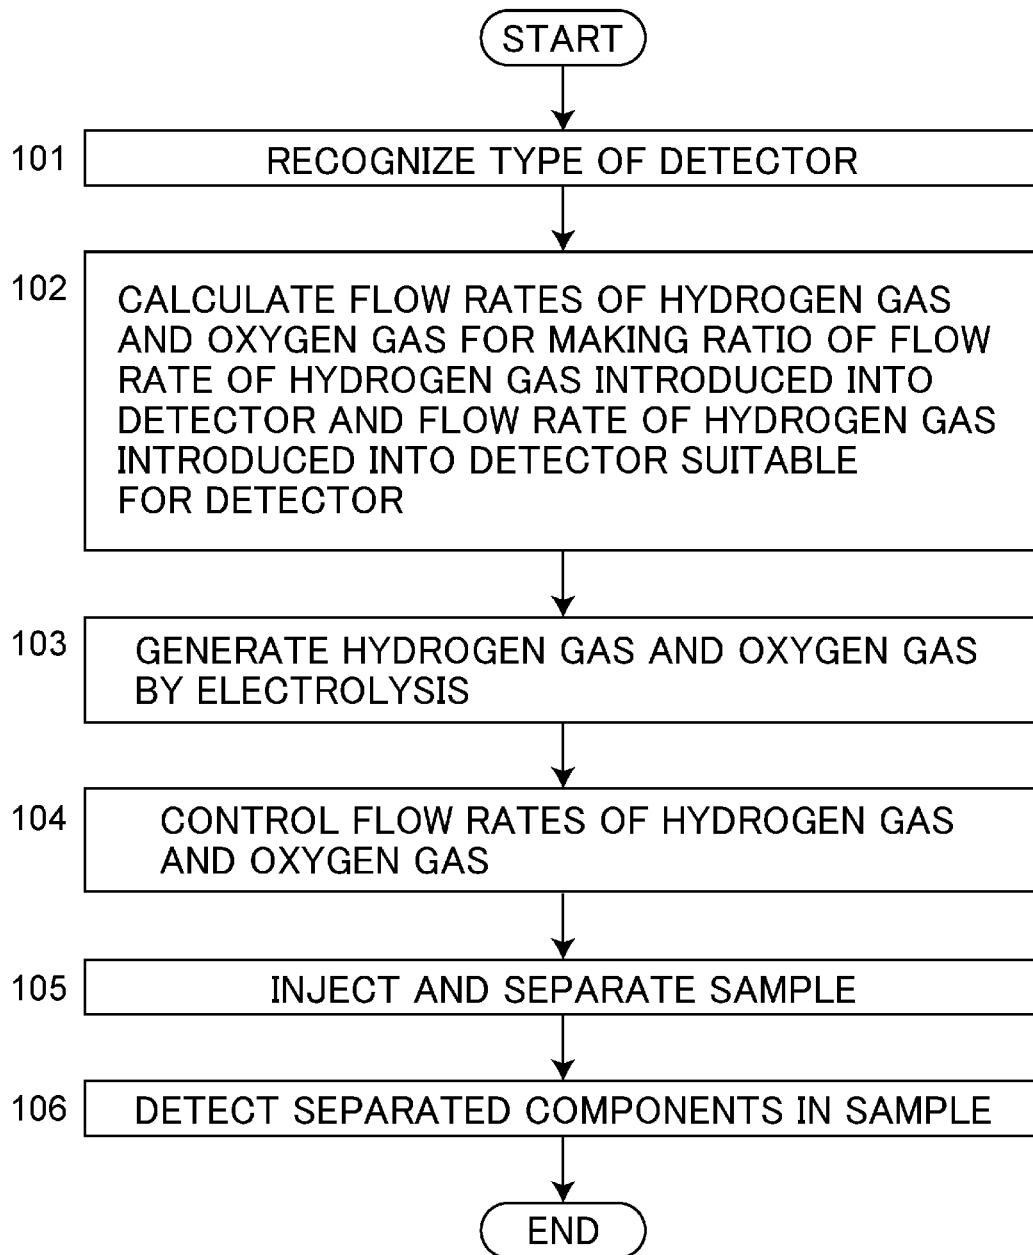 START
101
RECOGNIZE TYPE OF DETECTOR
102
CALCULATE FLOW RATES OF HYDROGEN GAS
AND OXYGEN GAS FOR MAKING RATIO OF FLOW
RATE OF HYDROGEN GAS INTRODUCED INTO
DETECTOR AND FLOW RATE OF HYDROGEN GAS
INTRODUCED INTO DETECTOR SUITABLE
FOR DETECTOR
103
GENERATE HYDROGEN GAS AND OXYGEN GAS
BY ELECTROLYSIS
104
CONTROL FLOW RATES OF HYDROGEN GAS
AND OXYGEN GAS
105
INJECT AND SEPARATE SAMPLE
106
DETECT SEPARATED COMPONENTS IN SAMPLE
END